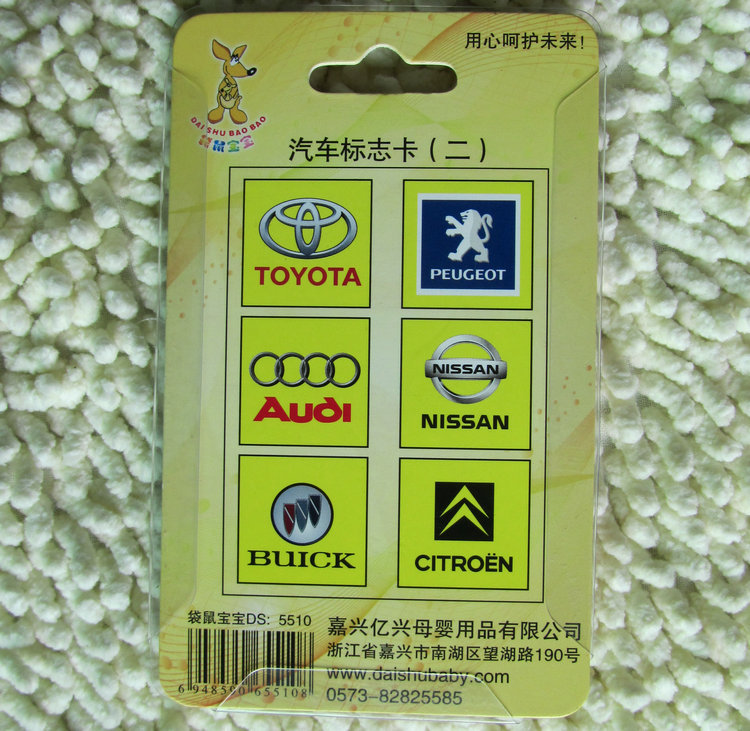 用心呵护未来!
DAI SHU BAO BAO
袋鼠宝宝
汽车标志卡(二)
TOYOTA
PEUGEOT
Audi
NISSAN
NISSAN
BUICK
CITROËN
袋鼠宝宝DS: 5510
6948590655108
嘉兴亿兴母婴用品有限公司
浙江省嘉兴市南湖区望湖路190号
www.daishubaby.com
0573-82825585